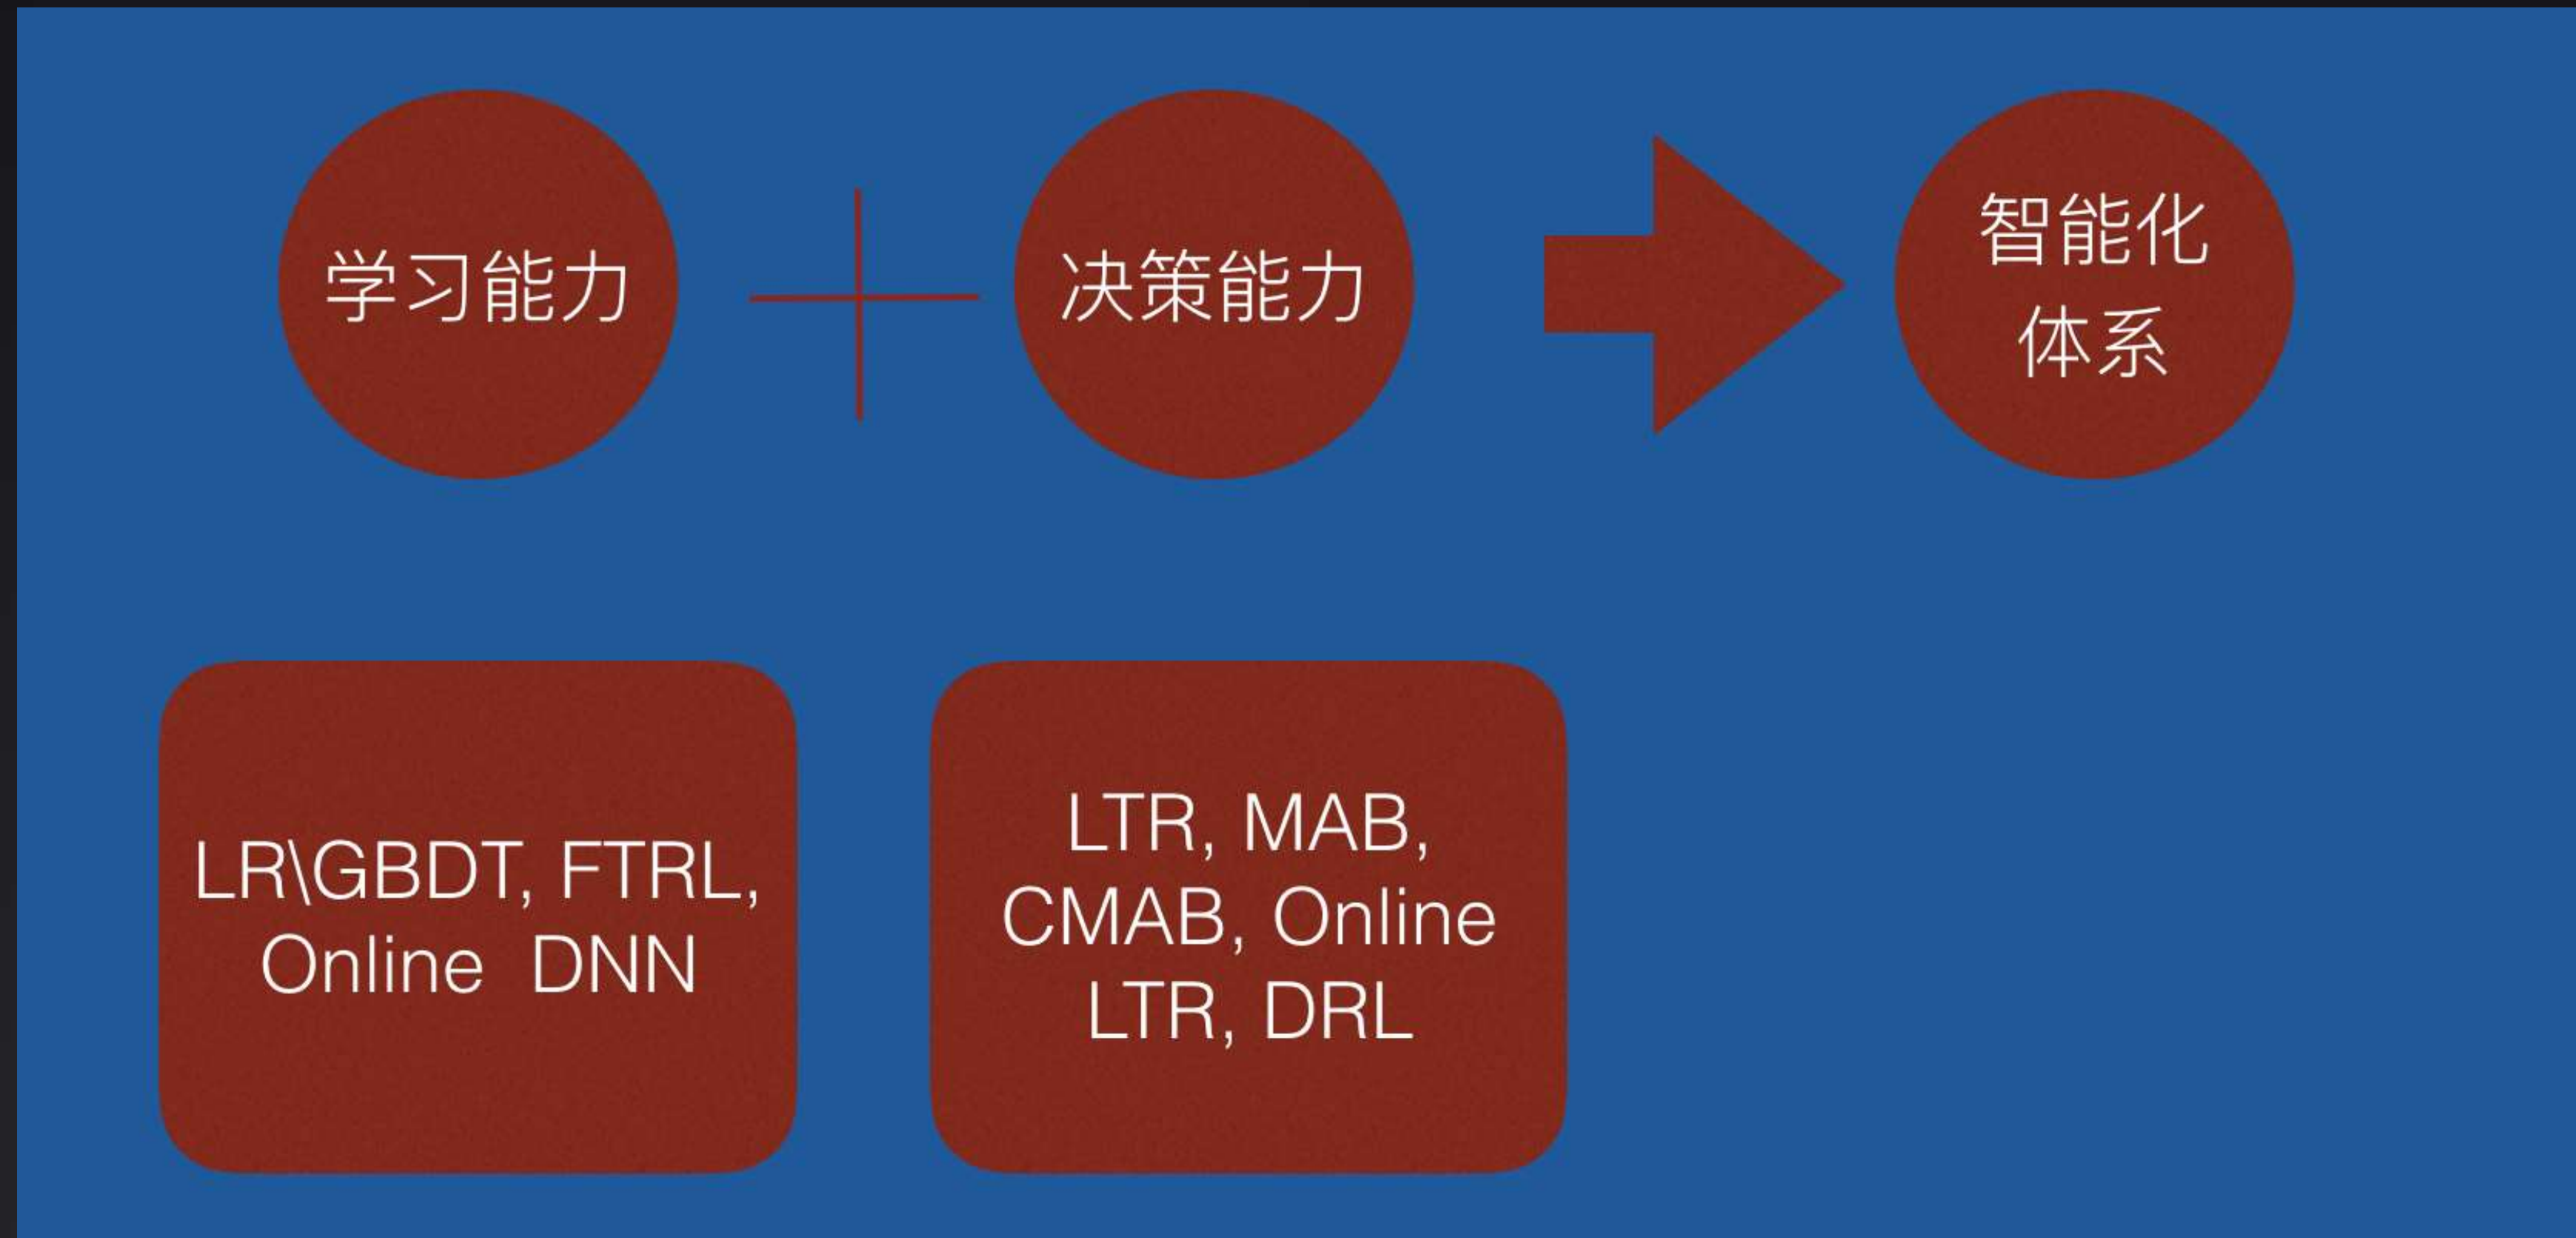 学习能力
决策能力
智能化
体系
LR\GBDT, FTRL,
Online DNN
LTR, MAB,
CMAB, Online
LTR, DRL